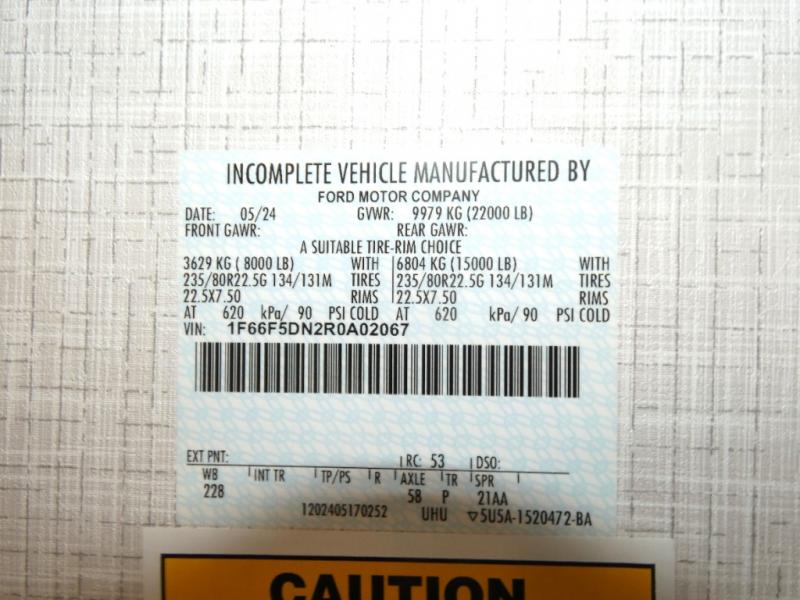 INCOMPLETE VEHICLE MANUFACTURED BY
FORD MOTOR COMPANY
DATE: 05/24 GVWR: 9979 KG (22000 LB)
FRONT GAWR: REAR GAWR:
A SUITABLE TIRE-RIM CHOICE
3629 KG ( 8000 LB) WITH 6804 KG (15000 LB) WITH
235/80R22.5G 134/131M TIRES 235/80R22.5G 134/131M TIRES
22.5X7.50 RIMS 22.5X7.50 RIMS
AT 620 kPa/ 90 PSI COLD AT 620 kPa/ 90 PSI COLD
VIN: 1F66F5DN2R0A02067
EXT PNT: RC: 53 DSO:
WB INT TR TP/PS R AXLE TR SPR
228 58 P 21AA
1202405170252 UHU ▽5U5A-1520472-BA
CAUTION